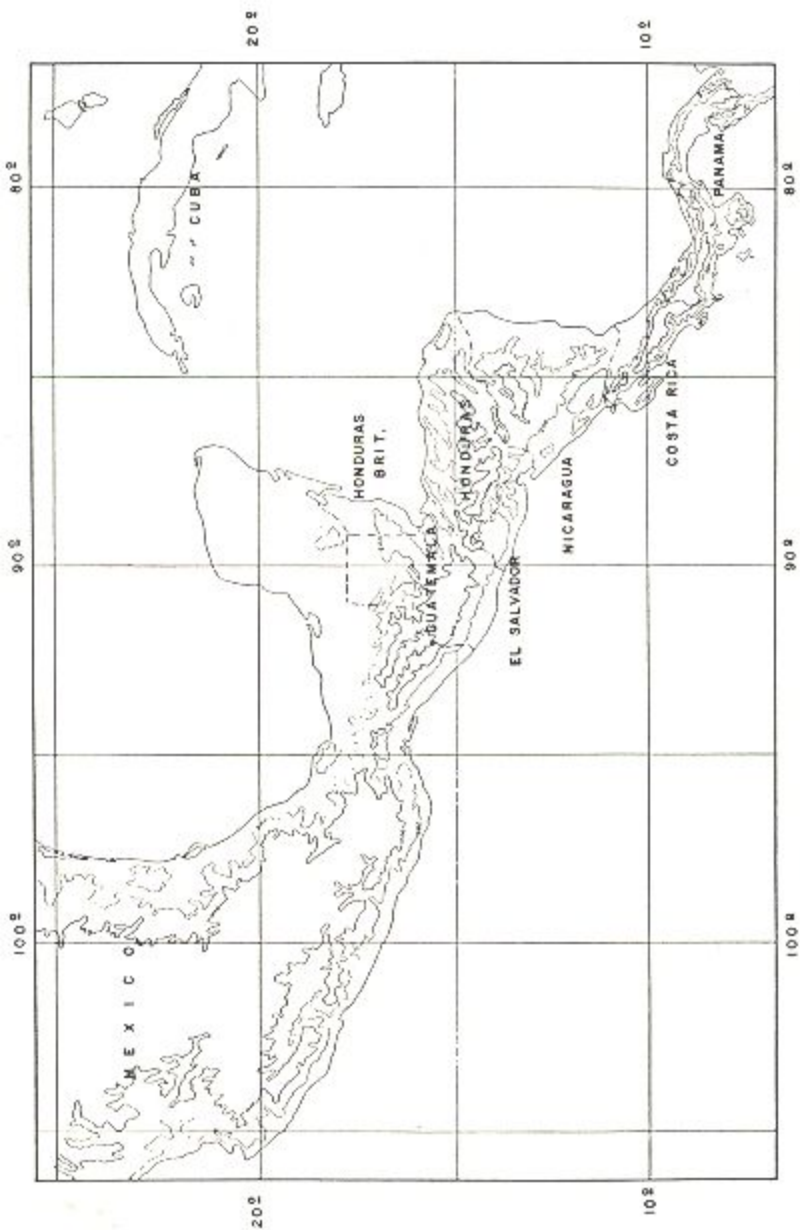 20º
10º
80º
80º
CUBA
PANAMA
HONDURAS
BRIT.
HONDURAS
COSTA RICA
NICARAGUA
90º
90º
GUATEMALA
EL SALVADOR
100º
100º
MEXICO
20º
10º